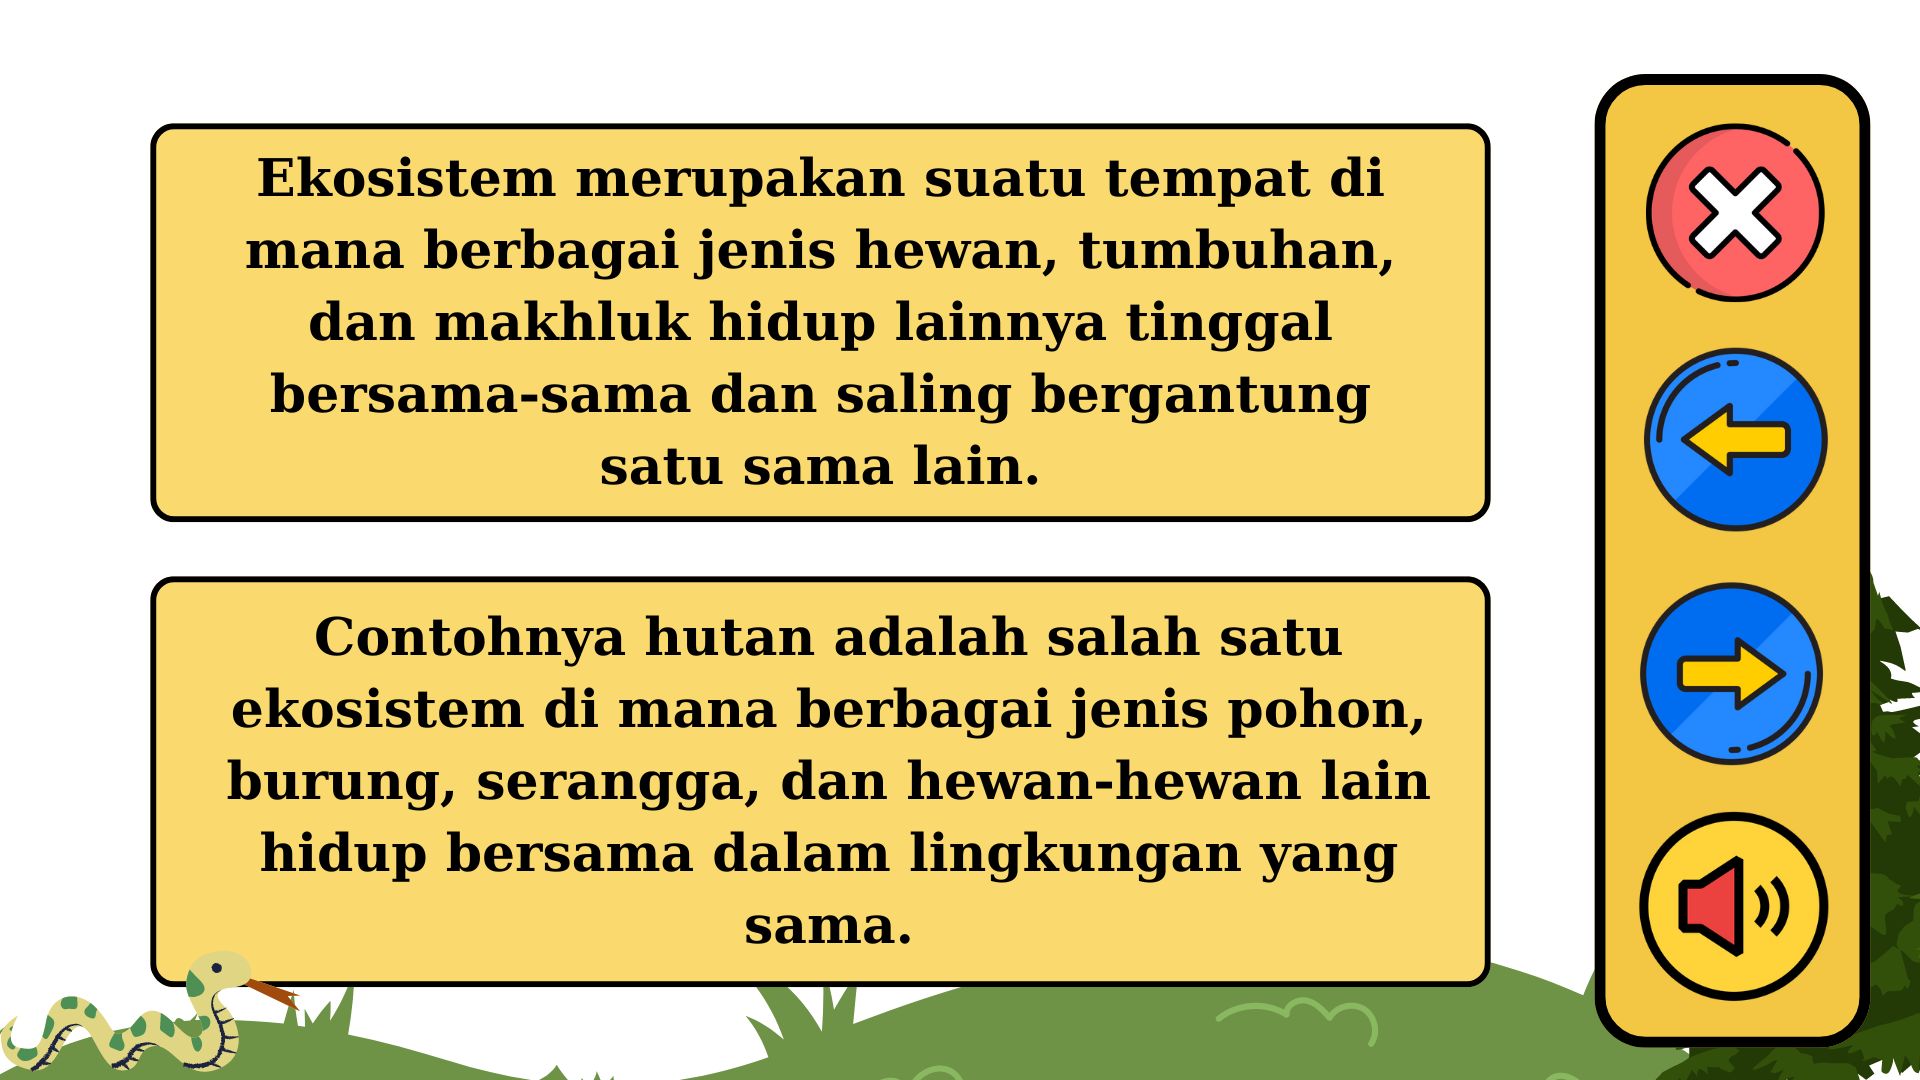 Ekosistem merupakan suatu tempat di
mana berbagai jenis hewan, tumbuhan,
dan makhluk hidup lainnya tinggal
bersama-sama dan saling bergantung
satu sama lain.
Contohnya hutan adalah salah satu
ekosistem di mana berbagai jenis pohon,
burung, serangga, dan hewan-hewan lain
hidup bersama dalam lingkungan yang
sama.